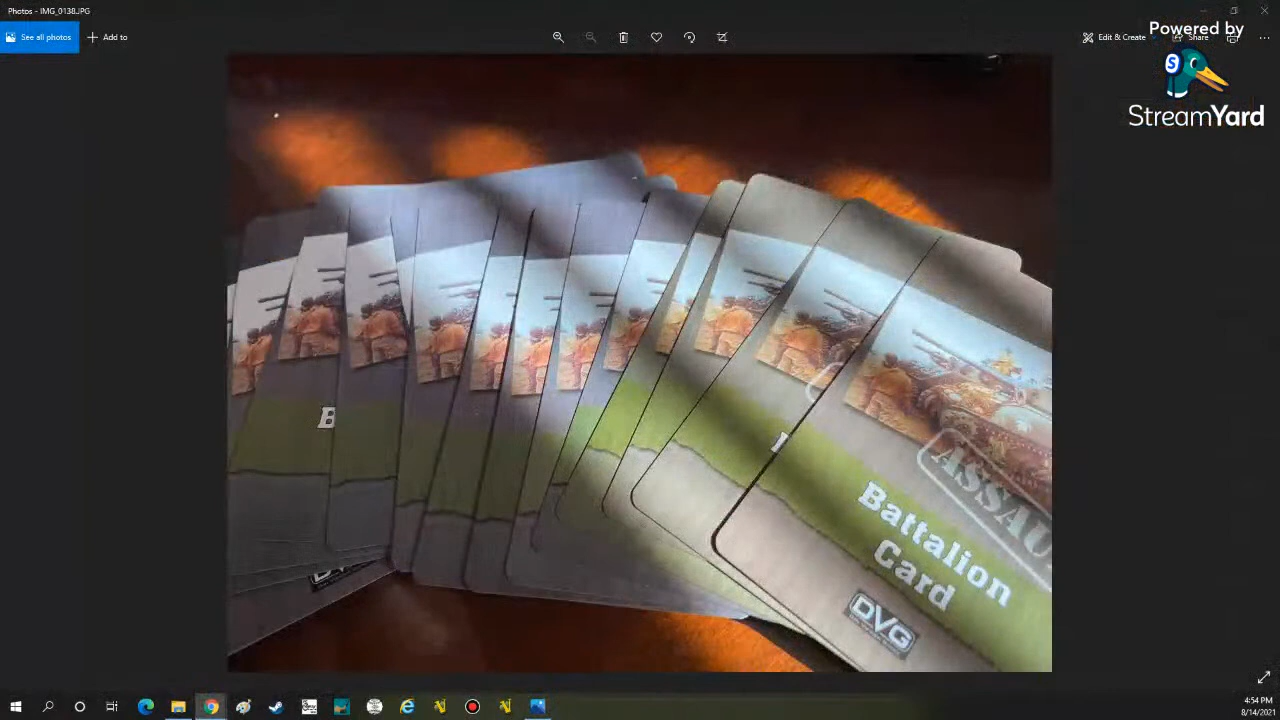 Photos - IMG_0138.JPG
See all photos
Add to
Edit & Create
Share
Powered by
S
StreamYard
B
ASSAU
Battalion
Card
DVG
4:54 PM
8/14/2021